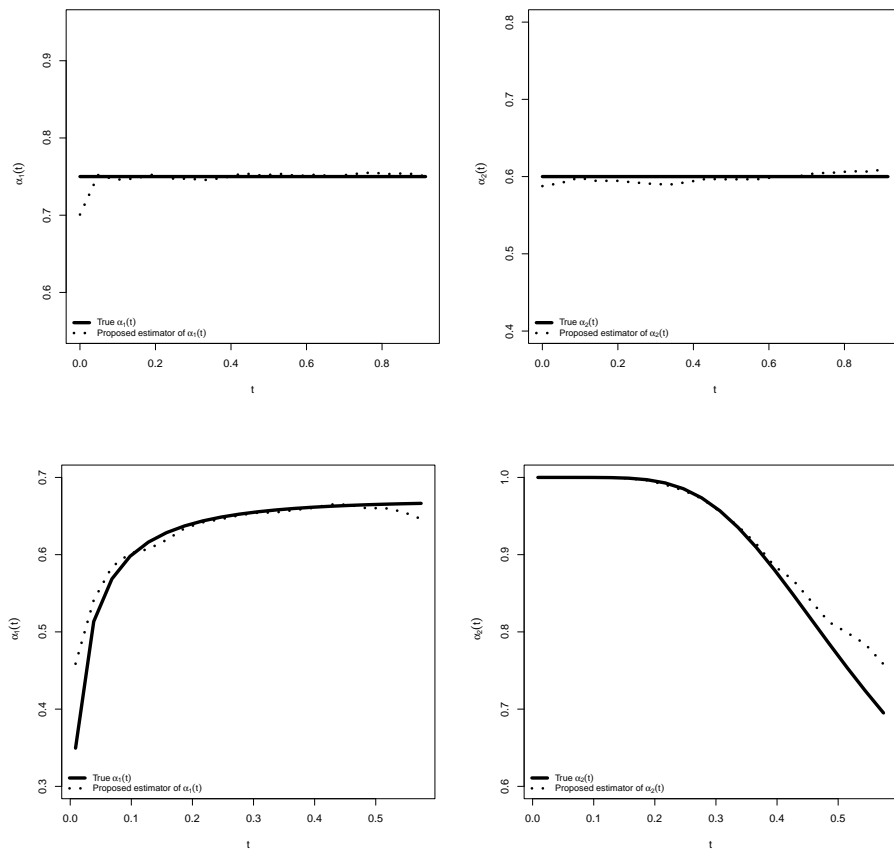 0.9
0.8
0.7
0.6
α₁(t)
True α₁(t)
Proposed estimator of α₁(t)
0.0 0.2 0.4 0.6 0.8
t
0.8
0.7
0.6
0.5
0.4
α₂(t)
True α₂(t)
Proposed estimator of α₂(t)
0.0 0.2 0.4 0.6 0.8
t
0.7
0.6
0.5
0.4
0.3
α₁(t)
True α₁(t)
Proposed estimator of α₁(t)
0.0 0.1 0.2 0.3 0.4 0.5
t
1.0
0.9
0.8
0.7
0.6
α₂(t)
True α₂(t)
Proposed estimator of α₂(t)
0.0 0.1 0.2 0.3 0.4 0.5
t